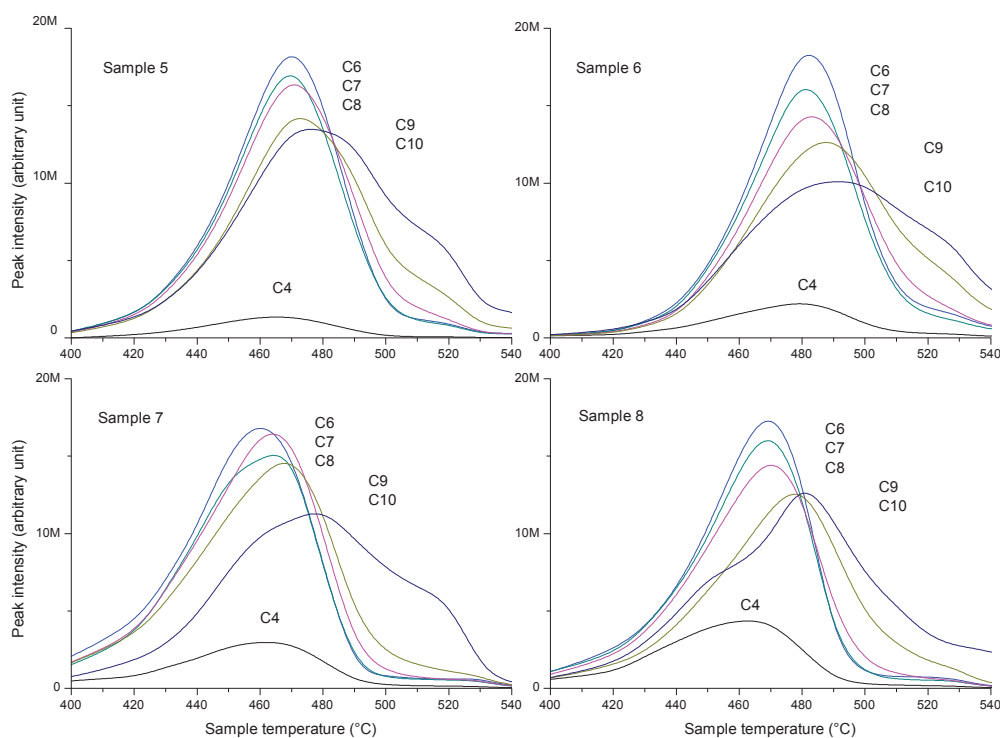 20M
Sample 5
C6
C7
C8
C9
C10
10M
C4
0
400 420 440 460 480 500 520 540
Peak intensity (arbitrary unit)
20M
Sample 6
C6
C7
C8
C9
C10
10M
C4
0
400 420 440 460 480 500 520 540
20M
Sample 7
C6
C7
C8
C9
C10
10M
C4
0
400 420 440 460 480 500 520 540
Peak intensity (arbitrary unit)
Sample temperature (°C)
20M
Sample 8
C6
C7
C8
C9
C10
10M
C4
0
400 420 440 460 480 500 520 540
Sample temperature (°C)